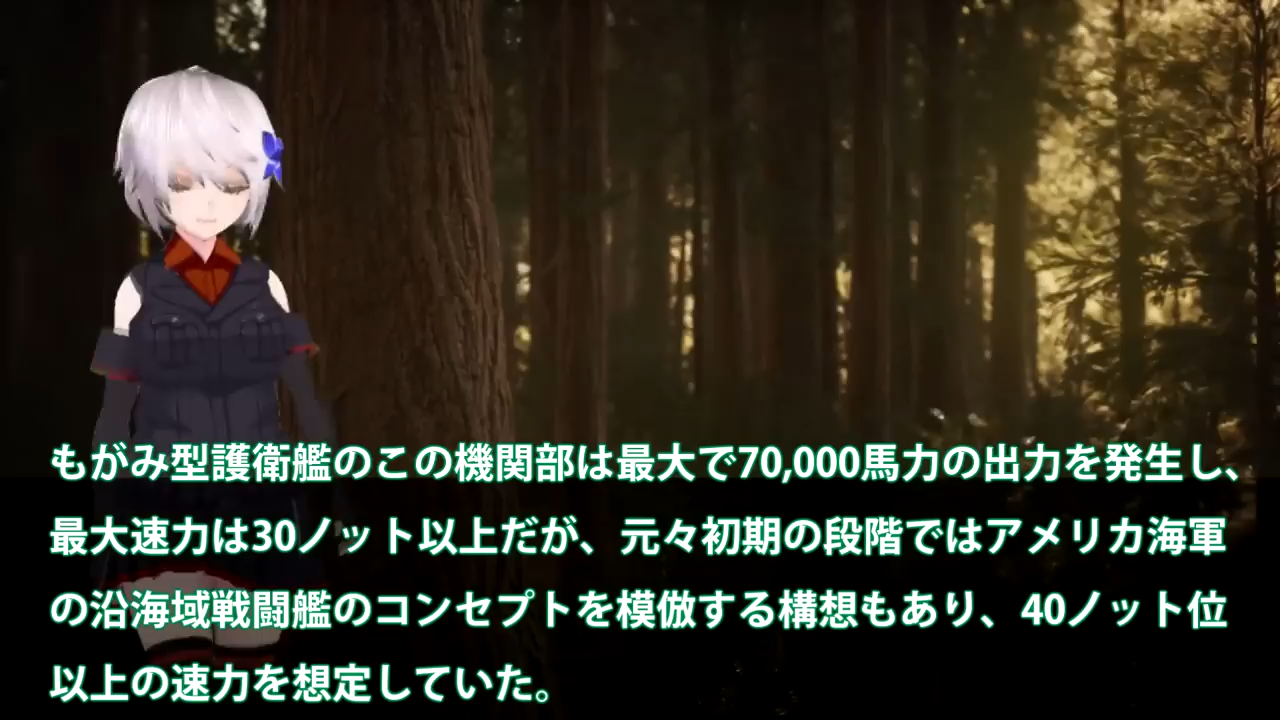 もがみ型護衛艦のこの機関部は最大で70,000馬力の出力を発生し、
最大速力は30ノット以上だが、元々初期の段階ではアメリカ海軍
の沿海域戦闘艦のコンセプトを模倣する構想もあり、40ノット位
以上の速力を想定していた。